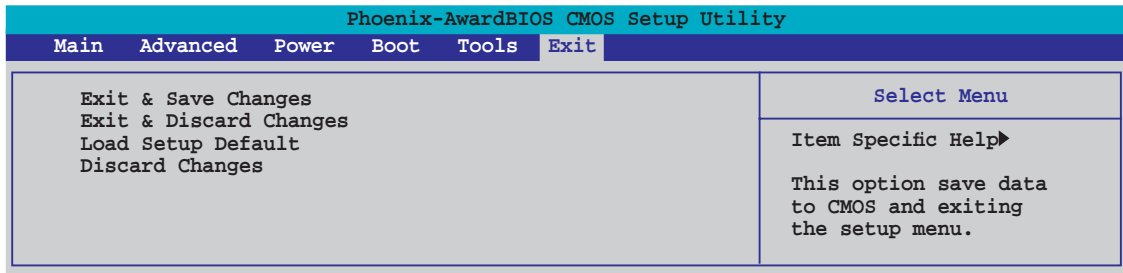 Phoenix-AwardBIOS CMOS Setup Utility
Main Advanced Power Boot Tools Exit
Exit & Save Changes
Exit & Discard Changes
Load Setup Default
Discard Changes
Select Menu
Item Specific Help
This option save data
to CMOS and exiting
the setup menu.